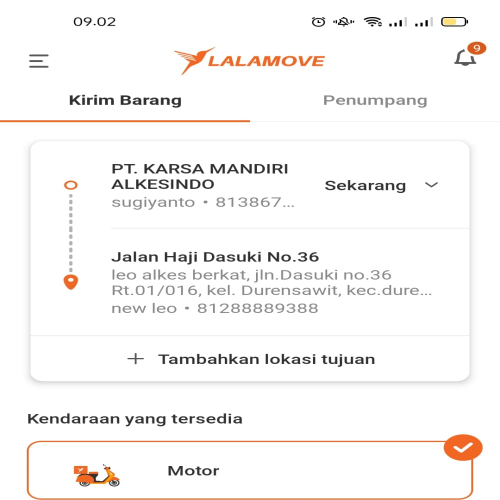 09.02
LALAMOVE
9
Kirim Barang
Penumpang
PT. KARSA MANDIRI
ALKESINDO
Sekarang
sugiyanto • 813867...
Jalan Haji Dasuki No.36
leo alkes berkat, jln.Dasuki no.36
Rt.01/016, kel. Durensawit, kec.dure...
new leo • 81288889388
+ Tambahkan lokasi tujuan
Kendaraan yang tersedia
Motor